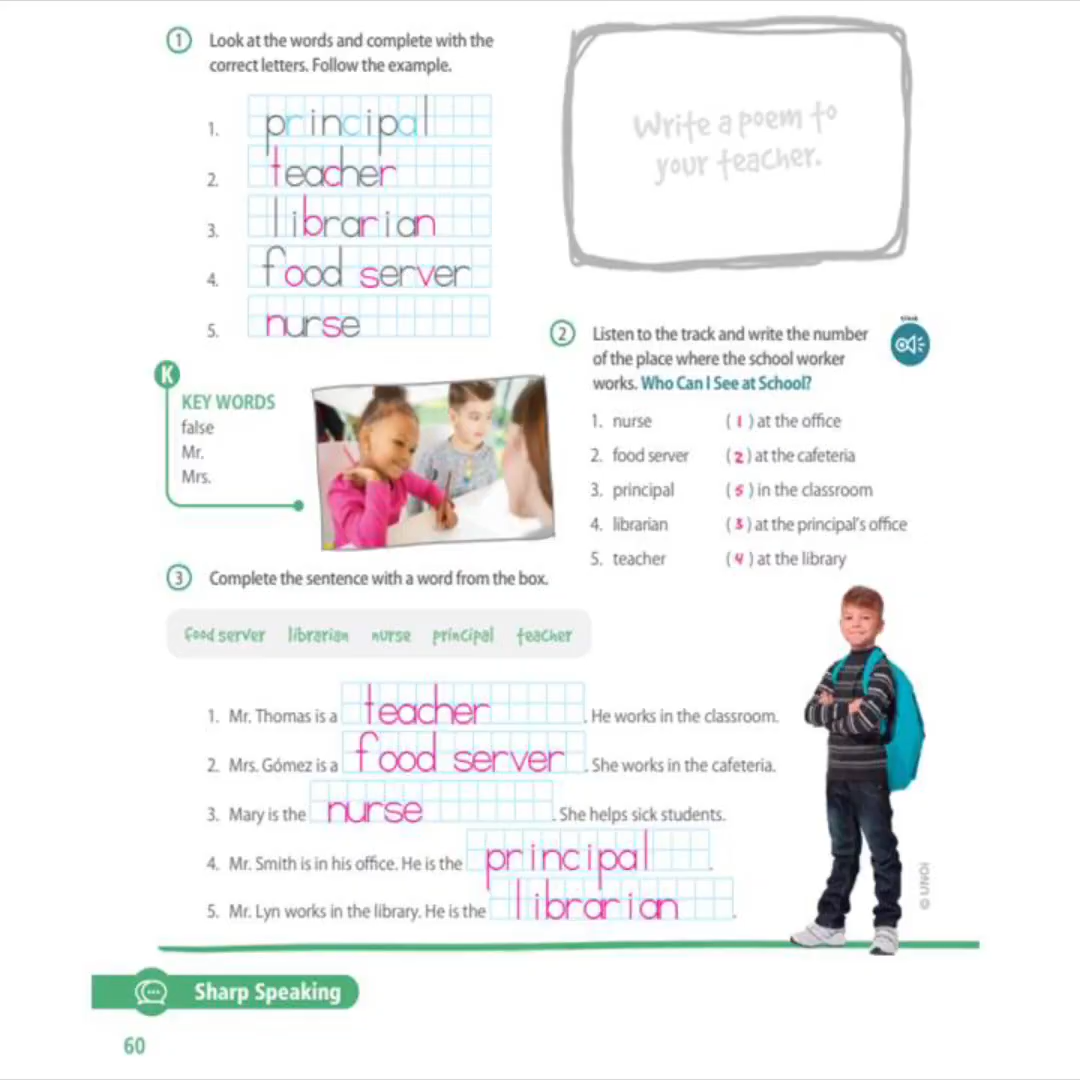 1 Look at the words and complete with the
correct letters. Follow the example.
1. principal
2. teacher
3. librarian
4. food server
5. nurse
Write a poem to
your teacher.
K
KEY WORDS
false
Mr.
Mrs.
2 Listen to the track and write the number
of the place where the school worker
works. Who Can I See at School?
1. nurse ( 1 ) at the office
2. food server ( 2 ) at the cafeteria
3. principal ( 5 ) in the classroom
4. librarian ( 3 ) at the principal's office
5. teacher ( 4 ) at the library
3 Complete the sentence with a word from the box.
food server librarian nurse principal teacher
1. Mr. Thomas is a teacher . He works in the classroom.
2. Mrs. Gómez is a food server . She works in the cafeteria.
3. Mary is the nurse . She helps sick students.
4. Mr. Smith is in his office. He is the principal .
5. Mr. Lyn works in the library. He is the librarian .
© UNOi
Sharp Speaking
60